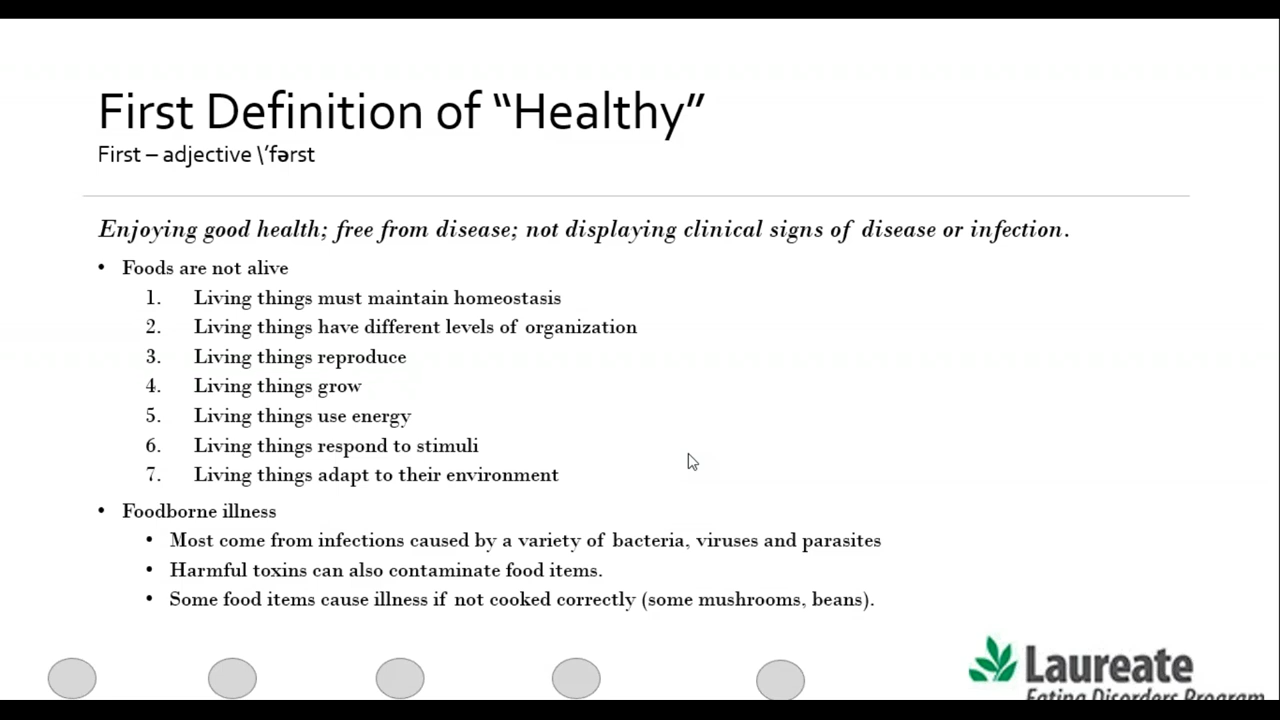 First Definition of “Healthy”
First – adjective \ˈfərst
Enjoying good health; free from disease; not displaying clinical signs of disease or infection.
• Foods are not alive
1. Living things must maintain homeostasis
2. Living things have different levels of organization
3. Living things reproduce
4. Living things grow
5. Living things use energy
6. Living things respond to stimuli
7. Living things adapt to their environment
• Foodborne illness
• Most come from infections caused by a variety of bacteria, viruses and parasites
• Harmful toxins can also contaminate food items.
• Some food items cause illness if not cooked correctly (some mushrooms, beans).
Laureate
Eating Disorders Program